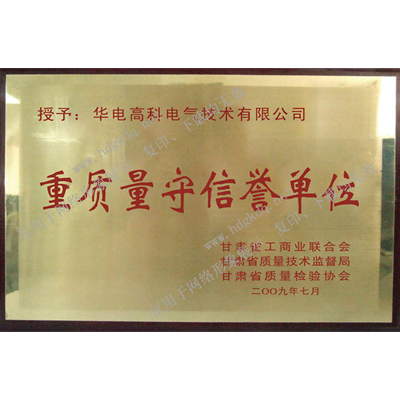 授予：华电高科电气技术有限公司
重质量守信誉单位
甘肃省工商业联合会
甘肃省质量技术监督局
甘肃省质量检验协会
二〇〇九年七月